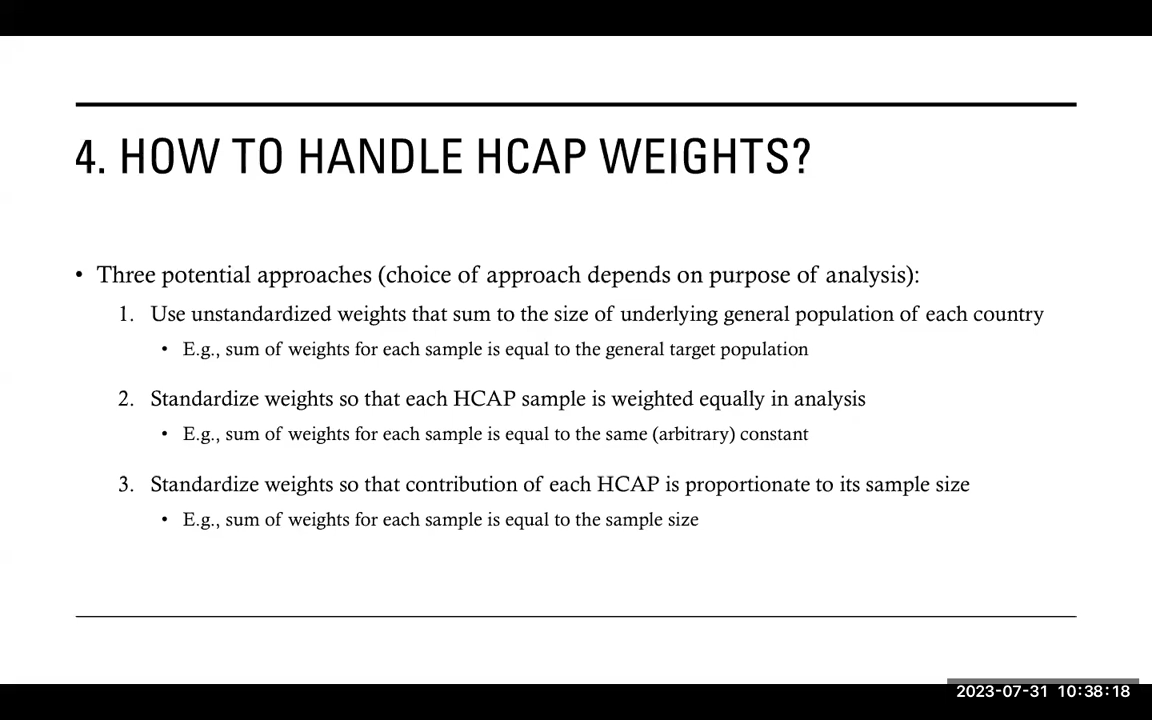 4. HOW TO HANDLE HCAP WEIGHTS?
• Three potential approaches (choice of approach depends on purpose of analysis):
1. Use unstandardized weights that sum to the size of underlying general population of each country
• E.g., sum of weights for each sample is equal to the general target population
2. Standardize weights so that each HCAP sample is weighted equally in analysis
• E.g., sum of weights for each sample is equal to the same (arbitrary) constant
3. Standardize weights so that contribution of each HCAP is proportionate to its sample size
• E.g., sum of weights for each sample is equal to the sample size
2023-07-31 10:38:18